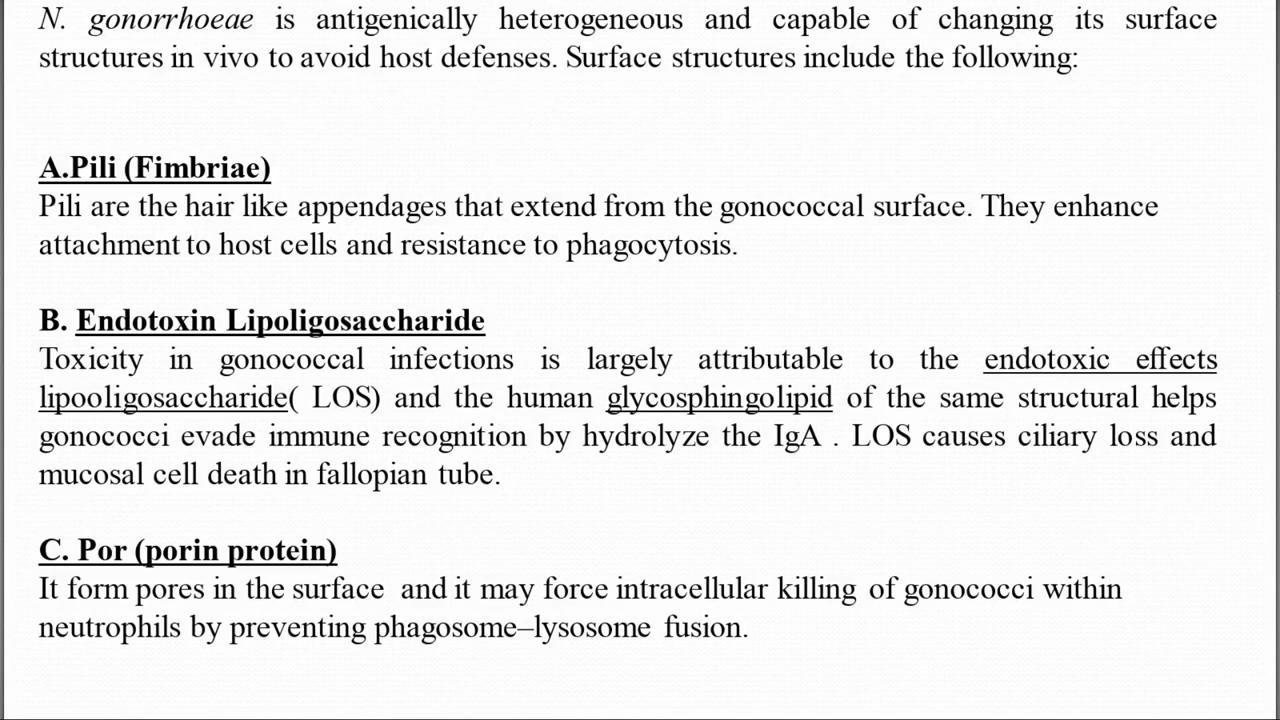 N. gonorrhoeae is antigenically heterogeneous and capable of changing its surface
structures in vivo to avoid host defenses. Surface structures include the following:
A.Pili (Fimbriae)
Pili are the hair like appendages that extend from the gonococcal surface. They enhance
attachment to host cells and resistance to phagocytosis.
B. Endotoxin Lipoligosaccharide
Toxicity in gonococcal infections is largely attributable to the endotoxic effects
lipooligosaccharide( LOS) and the human glycosphingolipid of the same structural helps
gonococci evade immune recognition by hydrolyze the IgA . LOS causes ciliary loss and
mucosal cell death in fallopian tube.
C. Por (porin protein)
It form pores in the surface and it may force intracellular killing of gonococci within
neutrophils by preventing phagosome–lysosome fusion.